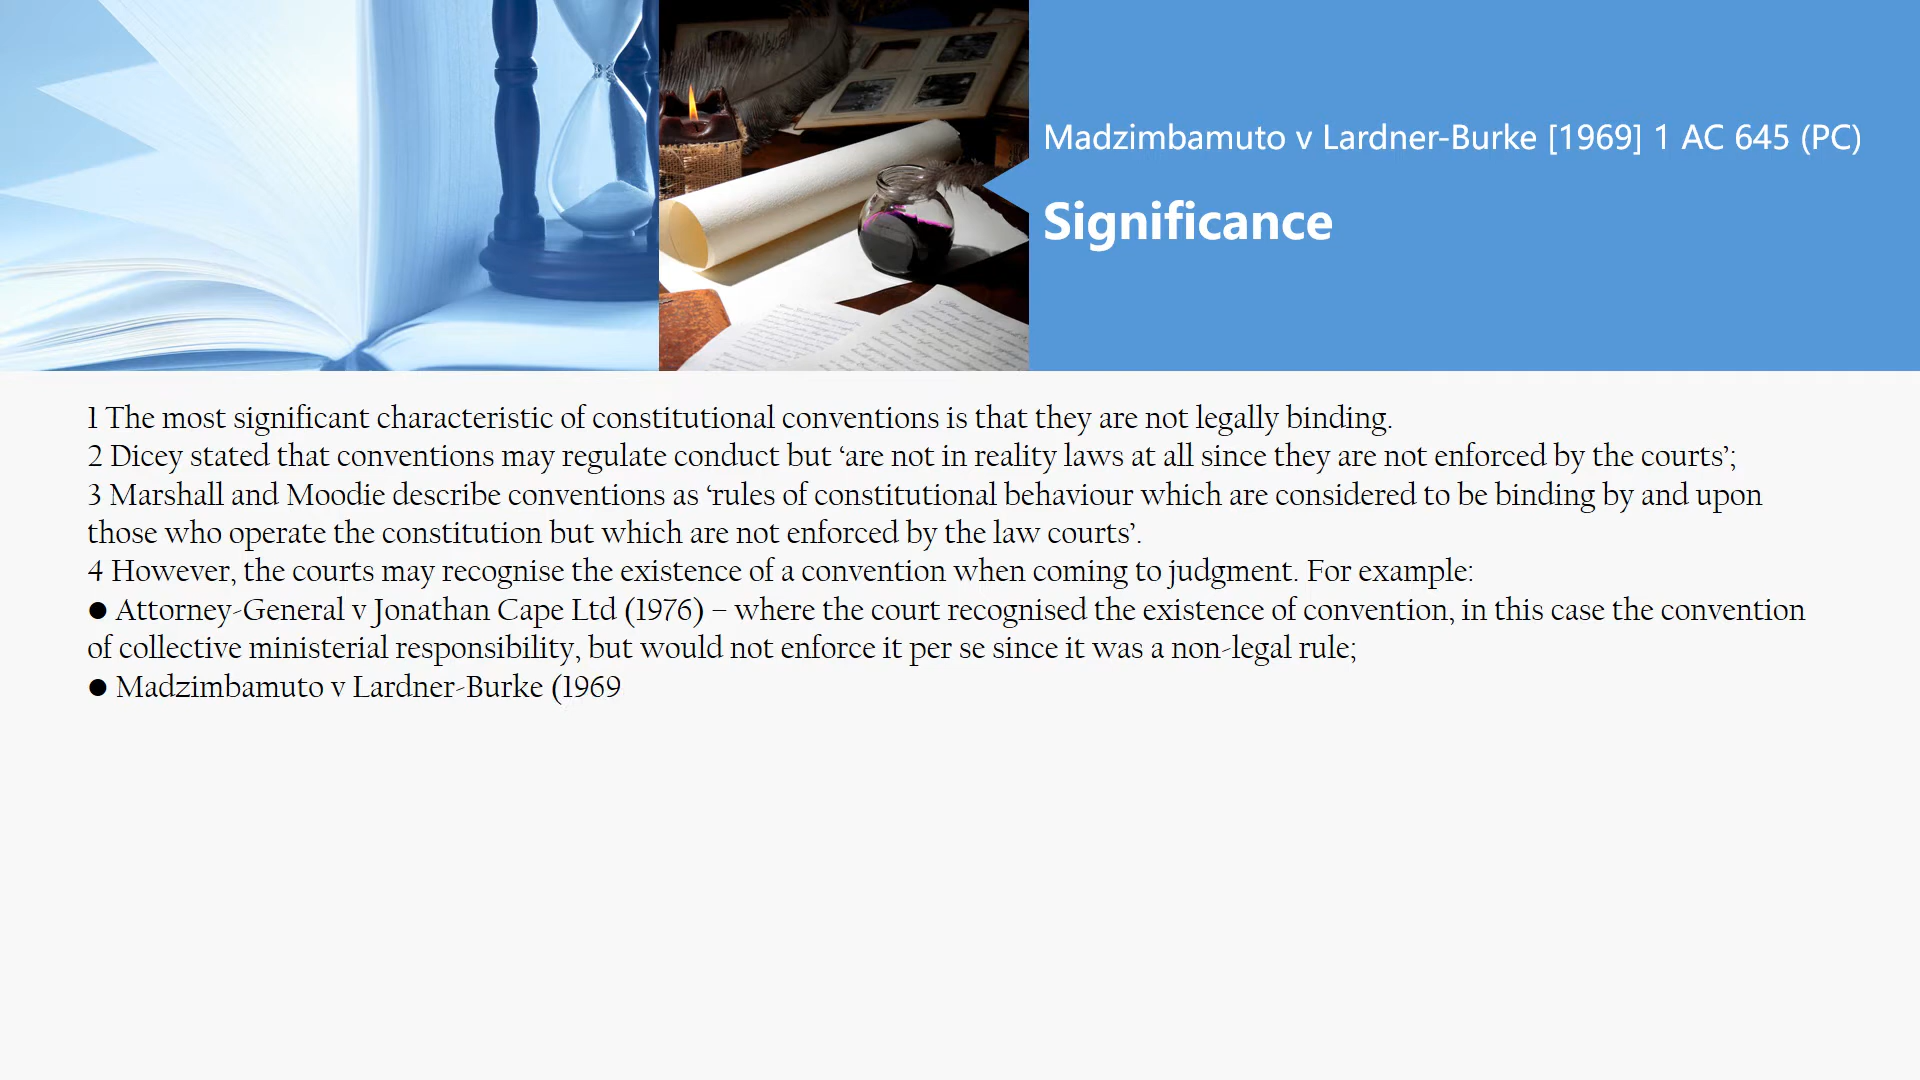 Madzimbamuto v Lardner-Burke [1969] 1 AC 645 (PC)
Significance
1 The most significant characteristic of constitutional conventions is that they are not legally binding.
2 Dicey stated that conventions may regulate conduct but ‘are not in reality laws at all since they are not enforced by the courts’;
3 Marshall and Moodie describe conventions as ‘rules of constitutional behaviour which are considered to be binding by and upon
those who operate the constitution but which are not enforced by the law courts’.
4 However, the courts may recognise the existence of a convention when coming to judgment. For example:
● Attorney-General v Jonathan Cape Ltd (1976) – where the court recognised the existence of convention, in this case the convention
of collective ministerial responsibility, but would not enforce it per se since it was a non-legal rule;
● Madzimbamuto v Lardner-Burke (1969